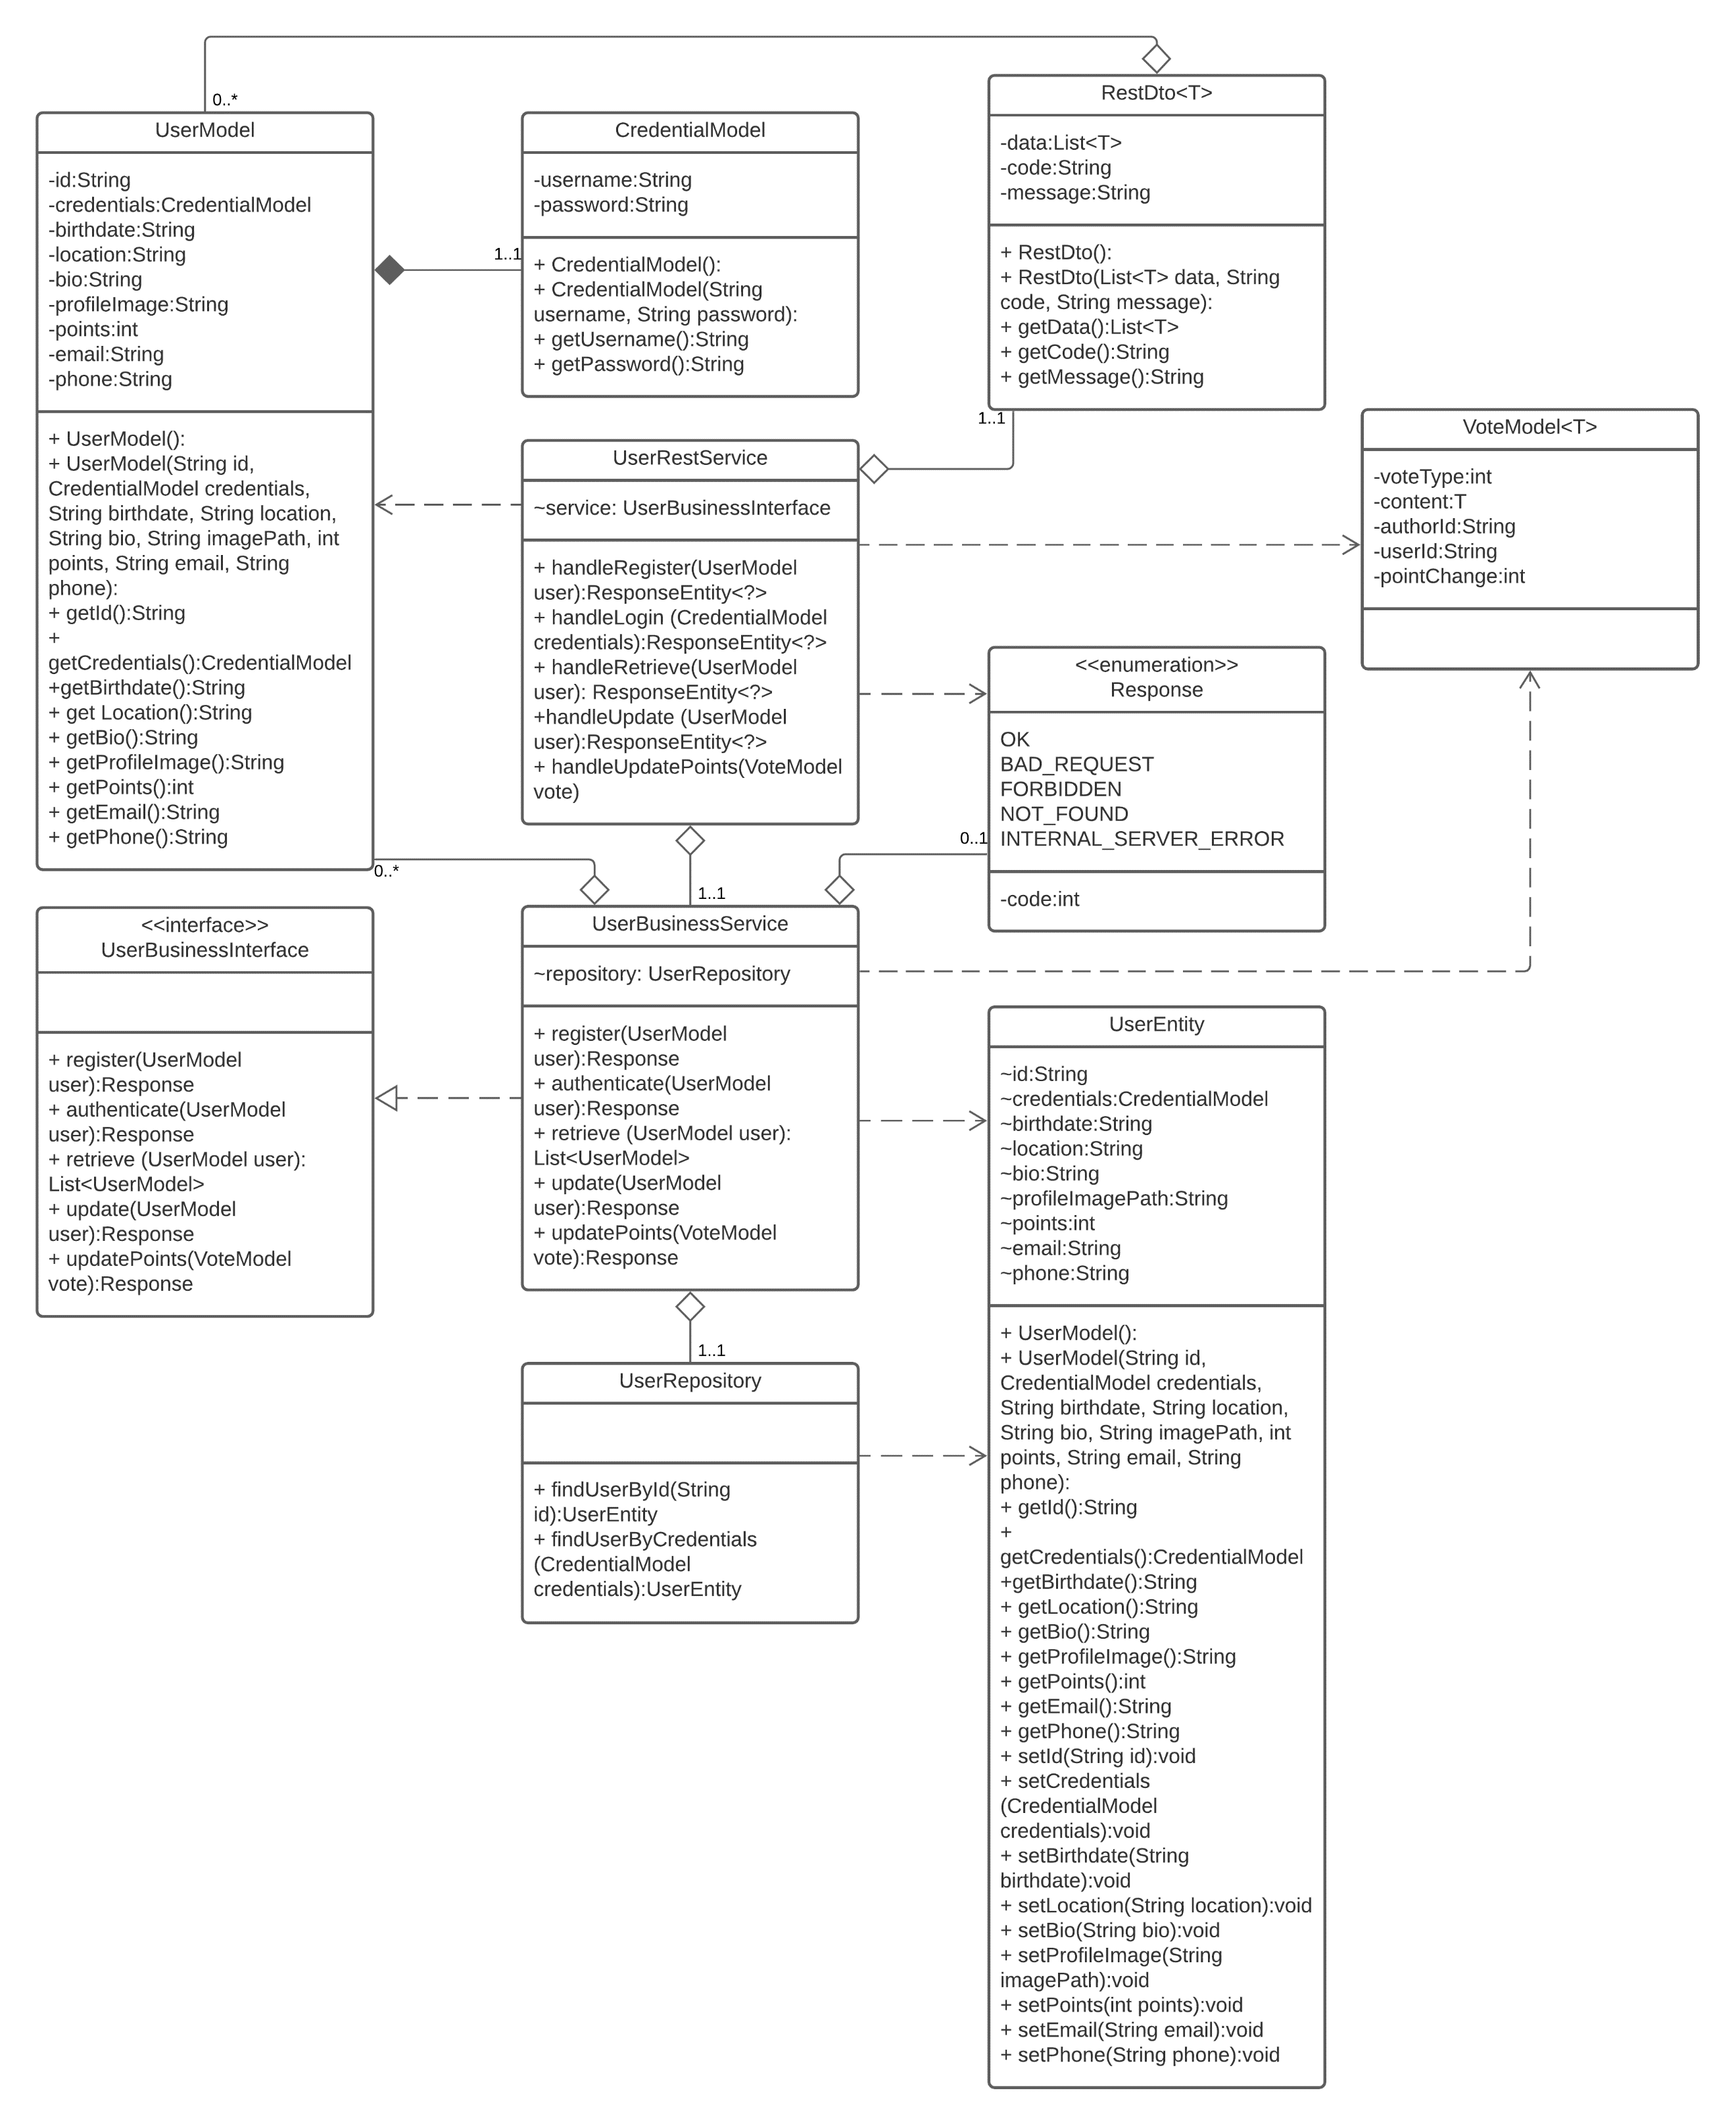 0..*
UserModel
-id:String
-credentials:CredentialModel
-birthdate:String
-location:String
-bio:String
-profileImage:String
-points:int
-email:String
-phone:String
+ UserModel():
+ UserModel(String id,
CredentialModel credentials,
String birthdate, String location,
String bio, String imagePath, int
points, String email, String
phone):
+ getId():String
+
getCredentials():CredentialModel
+getBirthdate():String
+ get Location():String
+ getBio():String
+ getProfileImage():String
+ getPoints():int
+ getEmail():String
+ getPhone():String
0..*
CredentialModel
-username:String
-password:String
+ CredentialModel():
+ CredentialModel(String
username, String password):
+ getUsername():String
+ getPassword():String
1..1
RestDto<T>
-data:List<T>
-code:String
-message:String
+ RestDto():
+ RestDto(List<T> data, String
code, String message):
+ getData():List<T>
+ getCode():String
+ getMessage():String
1..1
VoteModel<T>
-voteType:int
-content:T
-authorId:String
-userId:String
-pointChange:int
UserRestService
~service: UserBusinessInterface
+ handleRegister(UserModel
user):ResponseEntity<?>
+ handleLogin (CredentialModel
credentials):ResponseEntity<?>
+ handleRetrieve(UserModel
user): ResponseEntity<?>
+handleUpdate (UserModel
user):ResponseEntity<?>
+ handleUpdatePoints(VoteModel
vote)
1..1
<<enumeration>>
Response
OK
BAD_REQUEST
FORBIDDEN
NOT_FOUND
INTERNAL_SERVER_ERROR
-code:int
0..1
<<interface>>
UserBusinessInterface
+ register(UserModel
user):Response
+ authenticate(UserModel
user):Response
+ retrieve (UserModel user):
List<UserModel>
+ update(UserModel
user):Response
+ updatePoints(VoteModel
vote):Response
UserBusinessService
~repository: UserRepository
+ register(UserModel
user):Response
+ authenticate(UserModel
user):Response
+ retrieve (UserModel user):
List<UserModel>
+ update(UserModel
user):Response
+ updatePoints(VoteModel
vote):Response
1..1
UserRepository
+ findUserById(String
id):UserEntity
+ findUserByCredentials
(CredentialModel
credentials):UserEntity
UserEntity
~id:String
~credentials:CredentialModel
~birthdate:String
~location:String
~bio:String
~profileImagePath:String
~points:int
~email:String
~phone:String
+ UserModel():
+ UserModel(String id,
CredentialModel credentials,
String birthdate, String location,
String bio, String imagePath, int
points, String email, String
phone):
+ getId():String
+
getCredentials():CredentialModel
+getBirthdate():String
+ getLocation():String
+ getBio():String
+ getProfileImage():String
+ getPoints():int
+ getEmail():String
+ getPhone():String
+ setId(String id):void
+ setCredentials
(CredentialModel
credentials):void
+ setBirthdate(String
birthdate):void
+ setLocation(String location):void
+ setBio(String bio):void
+ setProfileImage(String
imagePath):void
+ setPoints(int points):void
+ setEmail(String email):void
+ setPhone(String phone):void